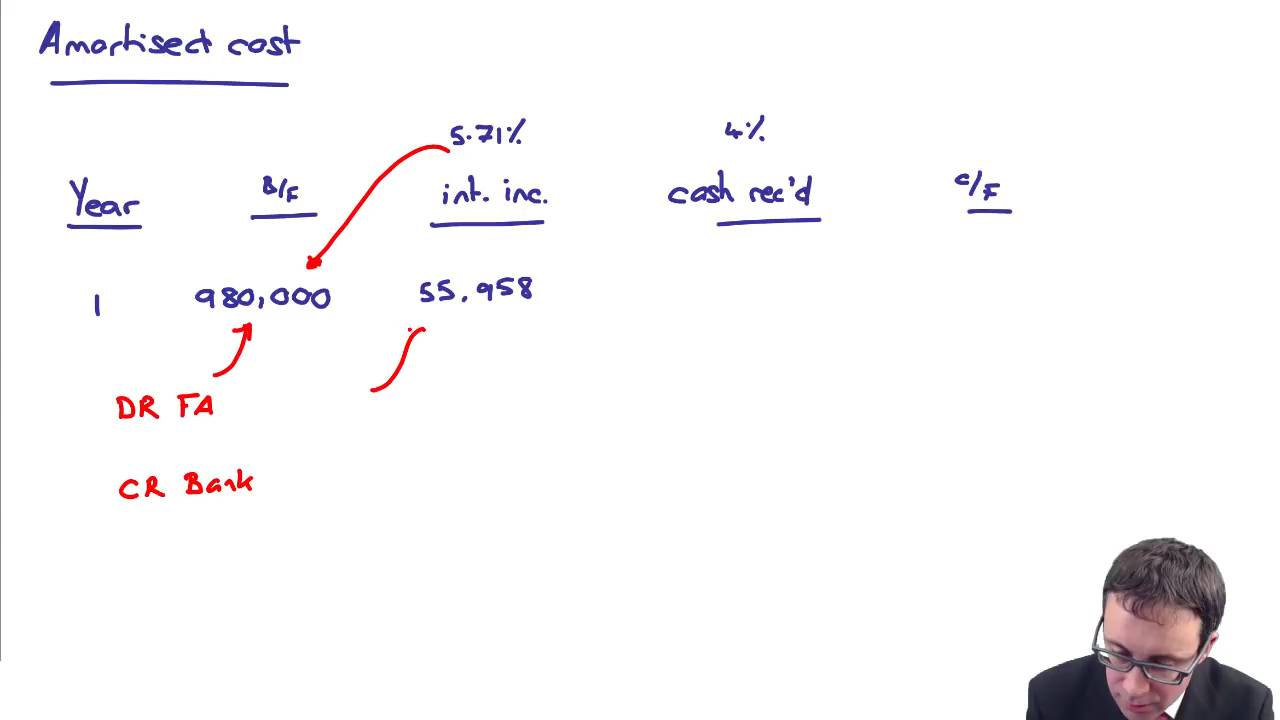 Amortised cost
5.71% 4%
Year B/F int. inc. cash rec'd C/F
1 980,000 55,958
DR FA
CR Bank